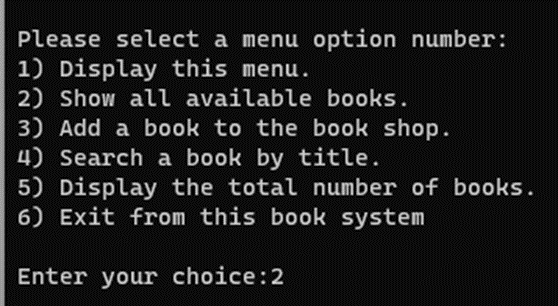 Please select a menu option number:
1) Display this menu.
2) Show all available books.
3) Add a book to the book shop.
4) Search a book by title.
5) Display the total number of books.
6) Exit from this book system
Enter your choice:2